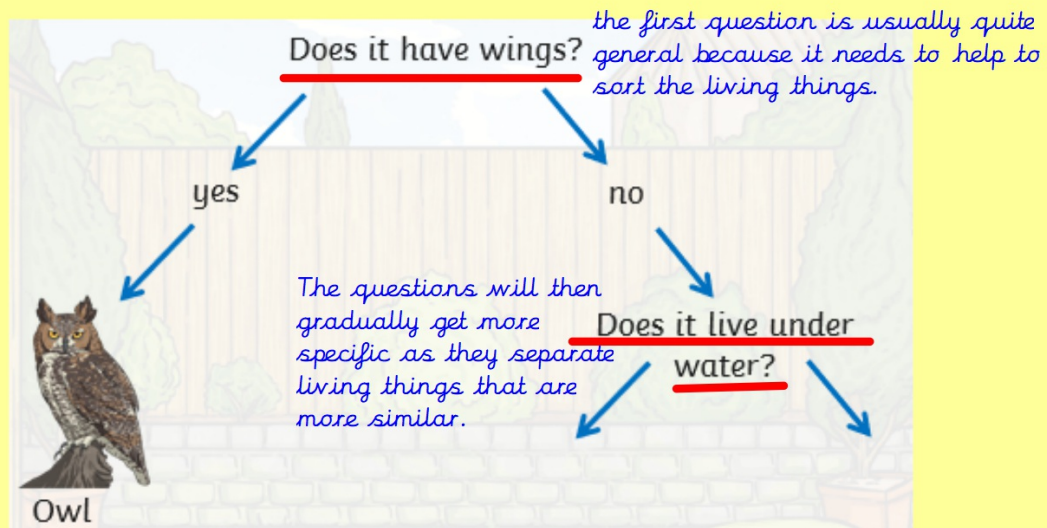 Does it have wings?
the first question is usually quite
general because it needs to help to
sort the living things.
yes
no
The questions will then
gradually get more
specific as they separate
living things that are
more similar.
Does it live under
water?
Owl